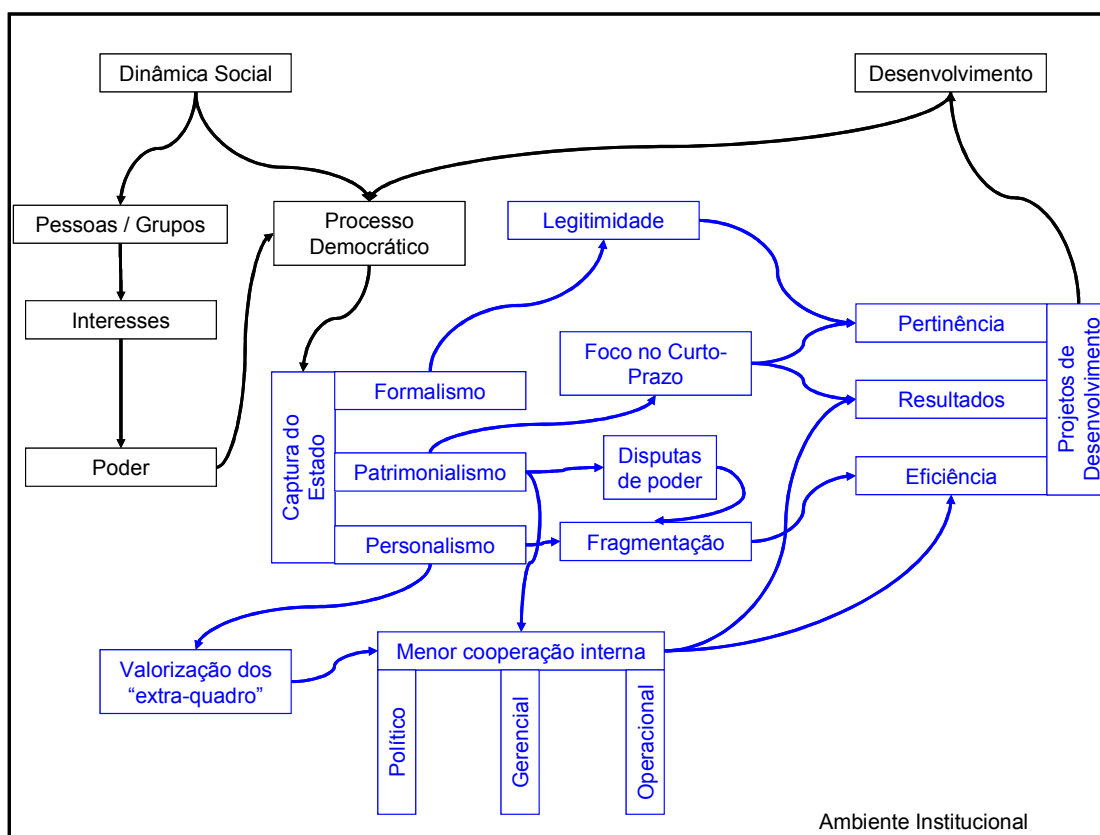 Dinâmica Social
Desenvolvimento
Pessoas / Grupos
Processo
Democrático
Legitimidade
Interesses
Foco no Curto-
Prazo
Pertinência
Projetos de
Desenvolvimento
Captura do
Estado
Formalismo
Resultados
Poder
Patrimonialismo
Disputas
de poder
Eficiência
Personalismo
Fragmentação
Valorização dos
“extra-quadro”
Menor cooperação interna
Político
Gerencial
Operacional
Ambiente Institucional